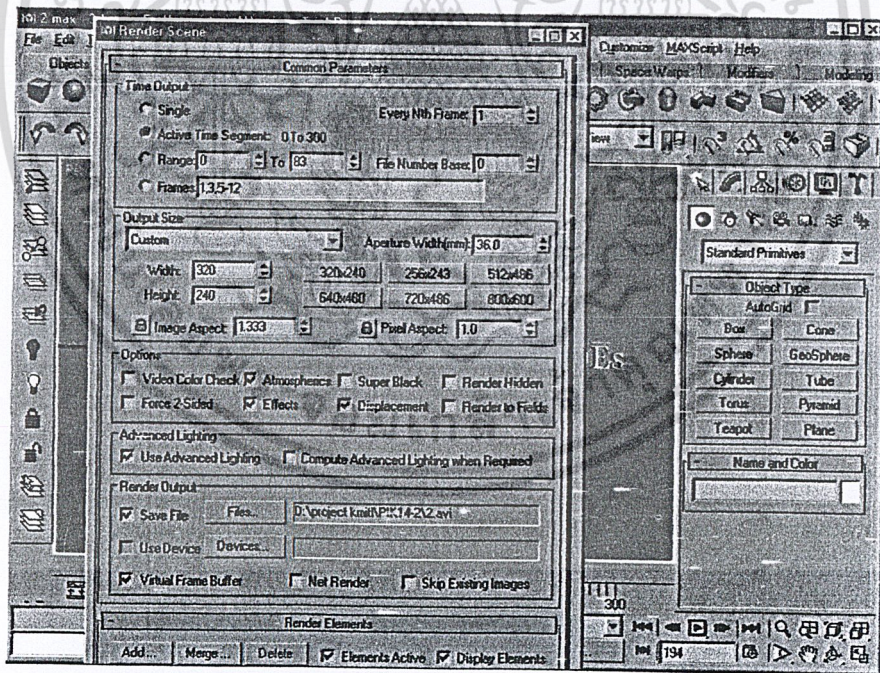 2.max
Render Scene
File Edit
Customize MAXScript Help
Objects
Space Warps Modifiers Modeling
Common Parameters
Time Output
Single
Every Nth Frame: 1
Active Time Segment: 0 To 300
Range: 0 To 83
File Number Base: 0
Frames 1,3,5-12
Output Size
Custom
Aperture Width(mm): 36.0
Width: 320
320x240 256x243 512x486
Height: 240
640x480 720x486 800x600
Image Aspect: 1.333
Pixel Aspect: 1.0
Options
Video Color Check Atmospherics Super Black Render Hidden
Force 2-Sided Effects Displacement Render to Fields
Advanced Lighting
Use Advanced Lighting Compute Advanced Lighting when Required
Render Output
Save File Files... D:\project kmitl\P!K14-2\2.avi
Use Device Devices...
Virtual Frame Buffer Net Render Skip Existing Images
Render Elements
Add... Merge... Delete Elements Active Display Elements
Es
Standard Primitives
Object Type
AutoGrid
Box Cone
Sphere GeoSphere
Cylinder Tube
Torus Pyramid
Teapot Plane
Name and Color
300
194